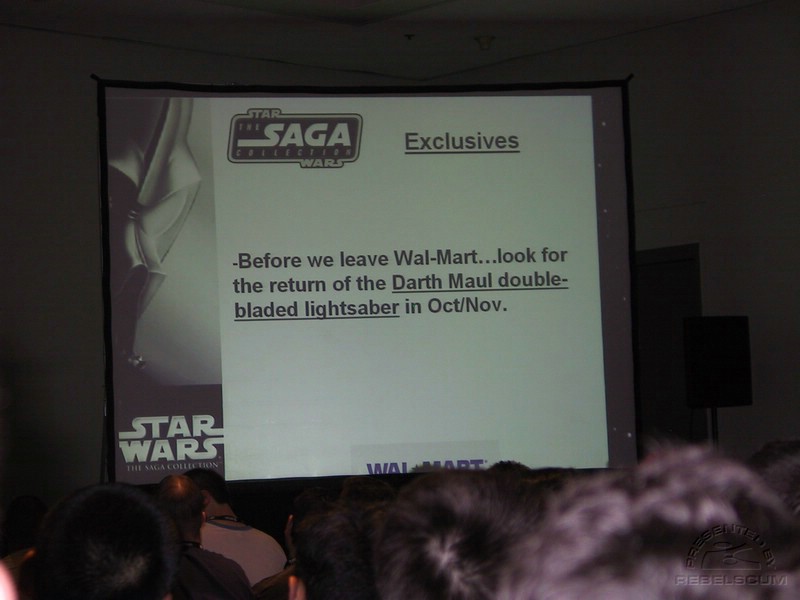 STAR
THE SAGA
COLLECTION
WARS
Exclusives
-Before we leave Wal-Mart…look for
the return of the Darth Maul double-
bladed lightsaber in Oct/Nov.
STAR
WARS
THE SAGA COLLECTION
WAL★MART
PRESENTED BY
REBELSCUM